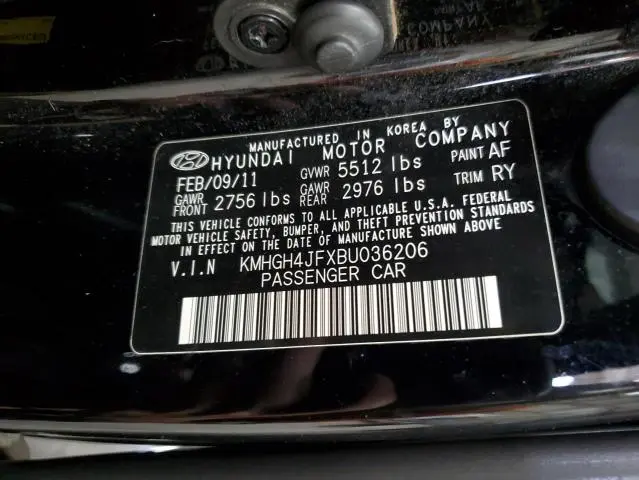 MANUFACTURED IN KOREA BY
HYUNDAI MOTOR COMPANY
FEB/09/11 GVWR 5512 lbs PAINT AF
GAWR FRONT 2756 lbs GAWR REAR 2976 lbs TRIM RY
THIS VEHICLE CONFORMS TO ALL APPLICABLE U.S.A. FEDERAL
MOTOR VEHICLE SAFETY, BUMPER, AND THEFT PREVENTION STANDARDS
IN EFFECT ON THE DATE OF MANUFACTURE SHOWN ABOVE.
V.I.N KMHGH4JFXBU036206
PASSENGER CAR